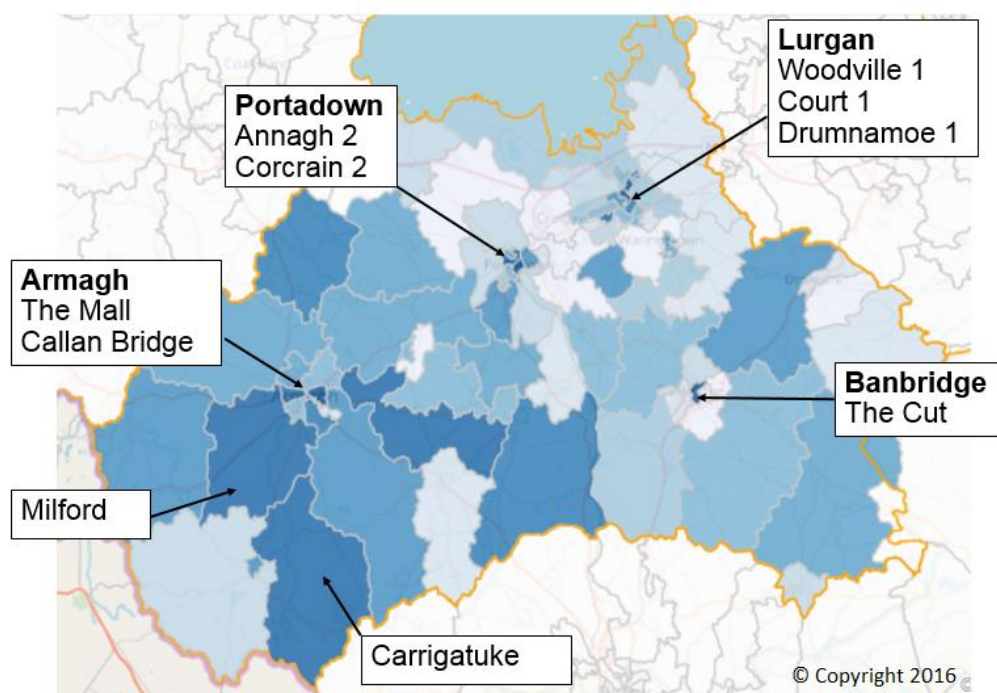 Lurgan
Woodville 1
Court 1
Drumnamoe 1
Portadown
Annagh 2
Corcrain 2
Armagh
The Mall
Callan Bridge
Banbridge
The Cut
Milford
Carrigatuke
© Copyright 2016